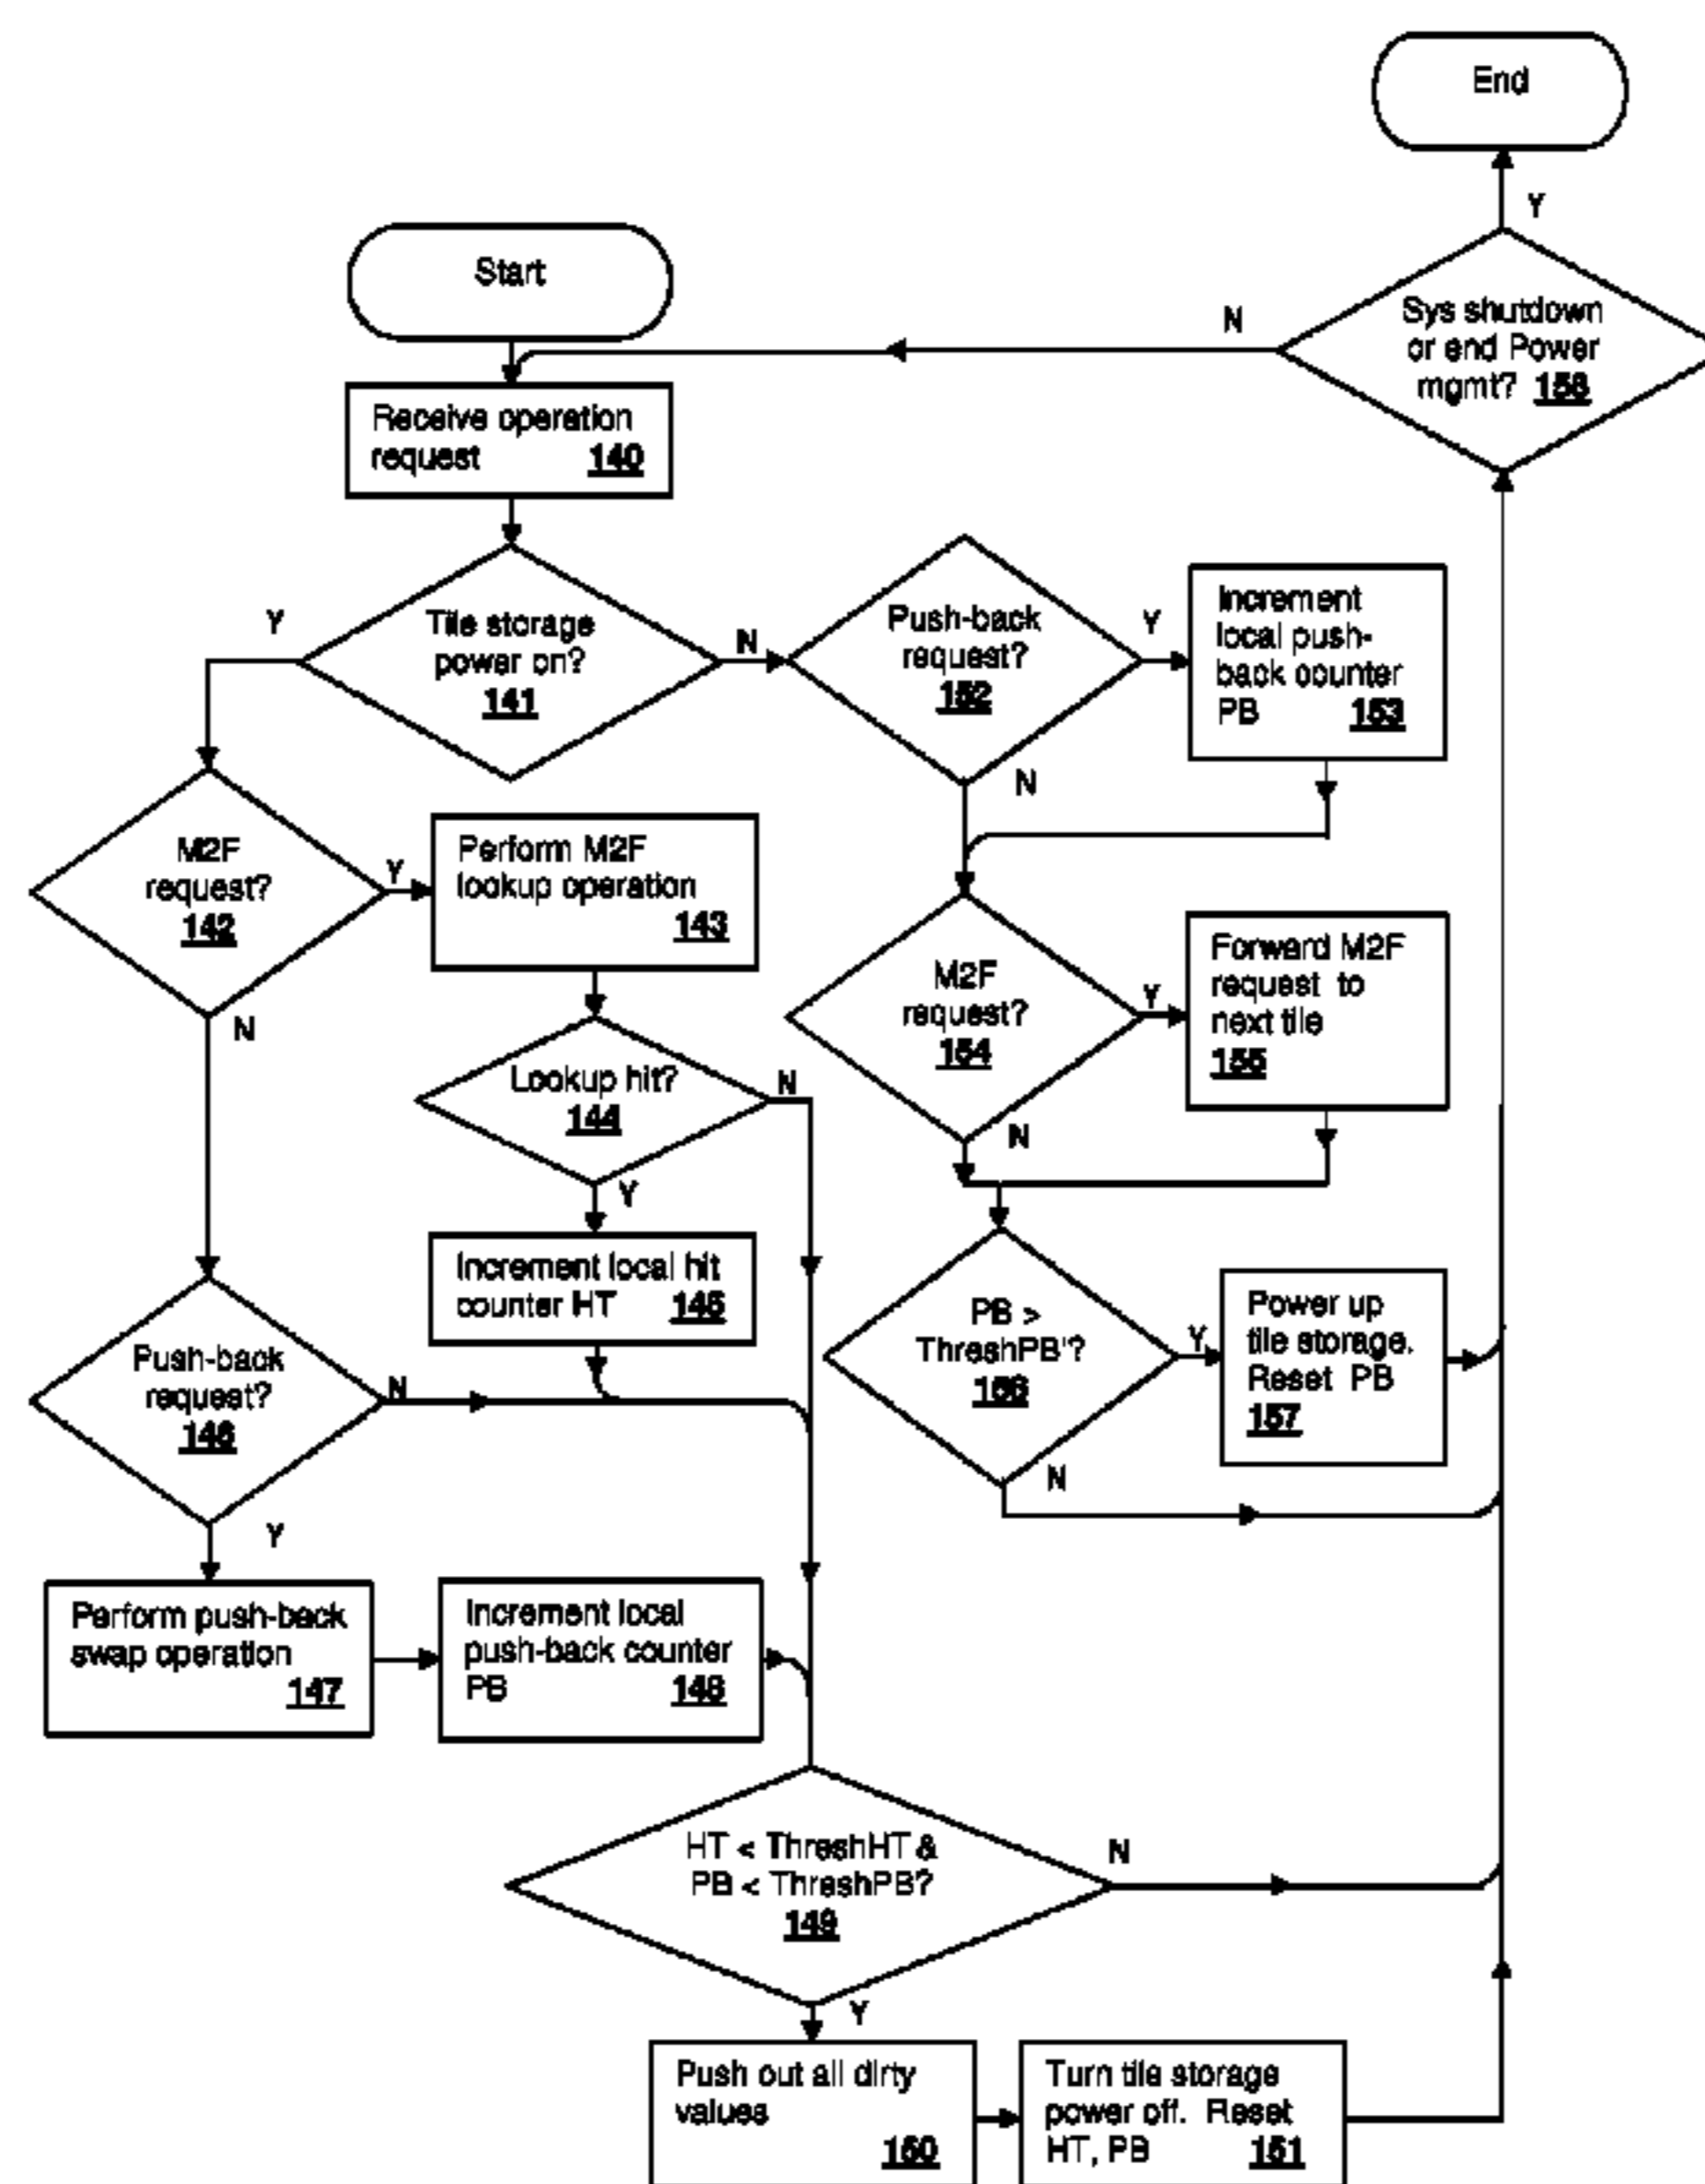 End
Y
Start
N
Sys shutdown
or end Power
mgmt? 158
Receive operation
request 140
Y
Tile storage
power on?
141
N
Push-back
request?
152
Y
N
Increment
local push-
back counter
PB 153
M2F
request?
142
Y
N
Perform M2F
lookup operation
143
M2F
request?
154
Y
N
Forward M2F
request to
next tile
155
Lookup hit?
144
N
Y
Increment local hit
counter HT 145
PB >
ThreshPB'?
156
Y
N
Power up
tile storage.
Reset PB
157
Push-back
request?
146
N
Y
Perform push-back
swap operation
147
Increment local
push-back counter
PB 148
HT < ThreshHT &
PB < ThreshPB?
149
N
Y
Push out all dirty
values
150
Turn tile storage
power off. Reset
HT, PB 151